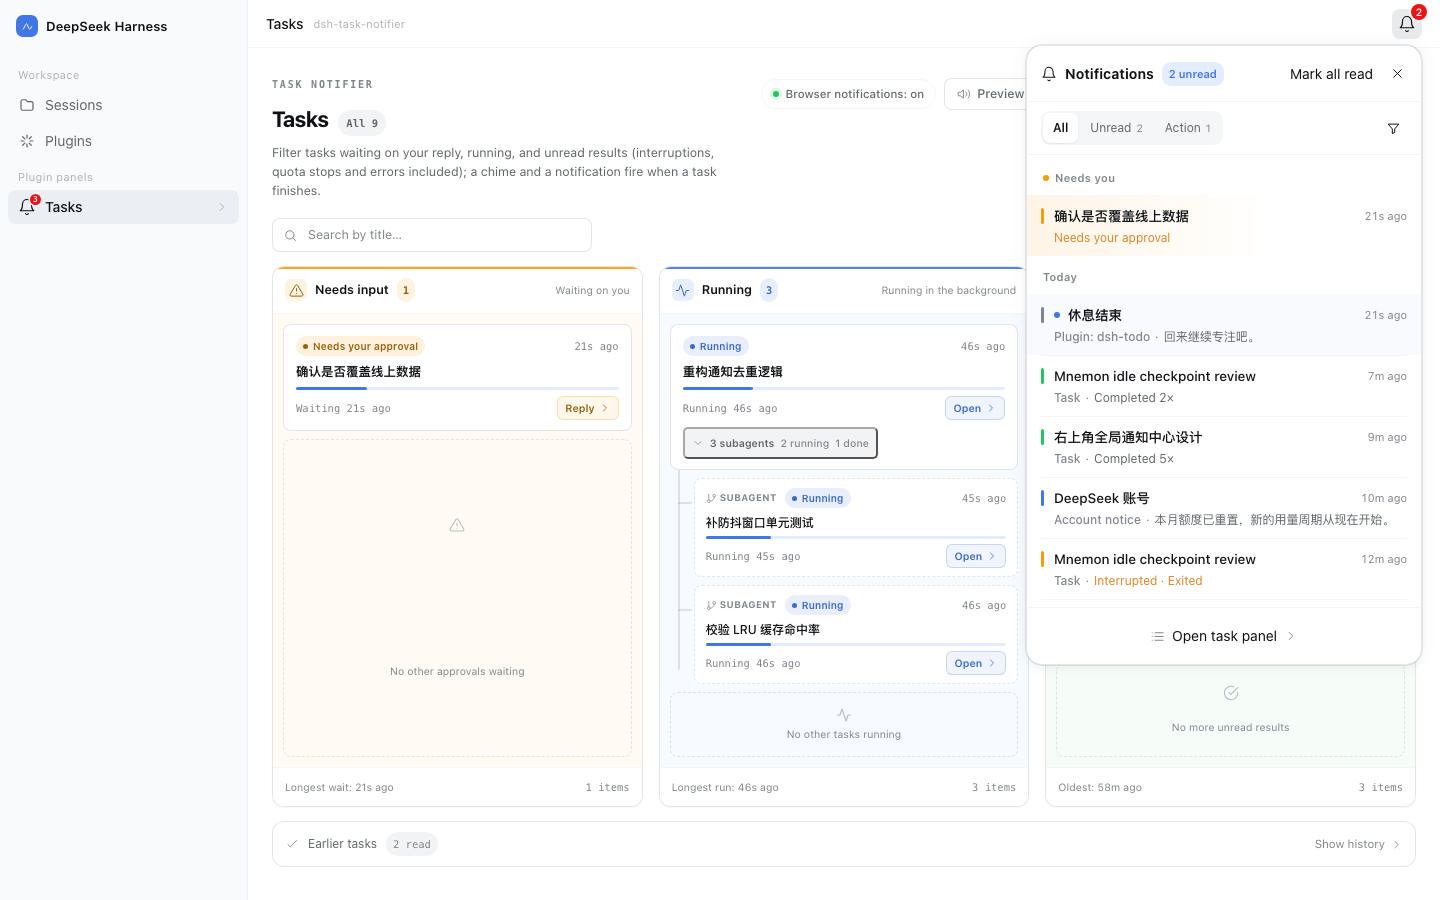 DeepSeek Harness
Workspace
Sessions
Plugins
Plugin panels
3
Tasks
Tasks dsh-task-notifier
2
TASK NOTIFIER
Tasks All 9
Filter tasks waiting on your reply, running, and unread results (interruptions,
quota stops and errors included); a chime and a notification fire when a task
finishes.
Browser notifications: on
Preview
Search by title...
Needs input 1 Waiting on you
Needs your approval 21s ago
确认是否覆盖线上数据
Waiting 21s ago Reply
No other approvals waiting
Longest wait: 21s ago 1 items
Running 3 Running in the background
Running 46s ago
重构通知去重逻辑
Running 46s ago Open
3 subagents 2 running 1 done
SUBAGENT Running 45s ago
补防抖窗口单元测试
Running 45s ago Open
SUBAGENT Running 46s ago
校验 LRU 缓存命中率
Running 46s ago Open
No other tasks running
Longest run: 46s ago 3 items
No more unread results
Oldest: 58m ago 3 items
Earlier tasks 2 read Show history
Notifications 2 unread Mark all read
All Unread 2 Action 1
Needs you
确认是否覆盖线上数据 21s ago
Needs your approval
Today
休息结束 21s ago
Plugin: dsh-todo · 回来继续专注吧。
Mnemon idle checkpoint review 7m ago
Task · Completed 2×
右上角全局通知中心设计 9m ago
Task · Completed 5×
DeepSeek 账号 10m ago
Account notice · 本月额度已重置，新的用量周期从现在开始。
Mnemon idle checkpoint review 12m ago
Task · Interrupted · Exited
Open task panel